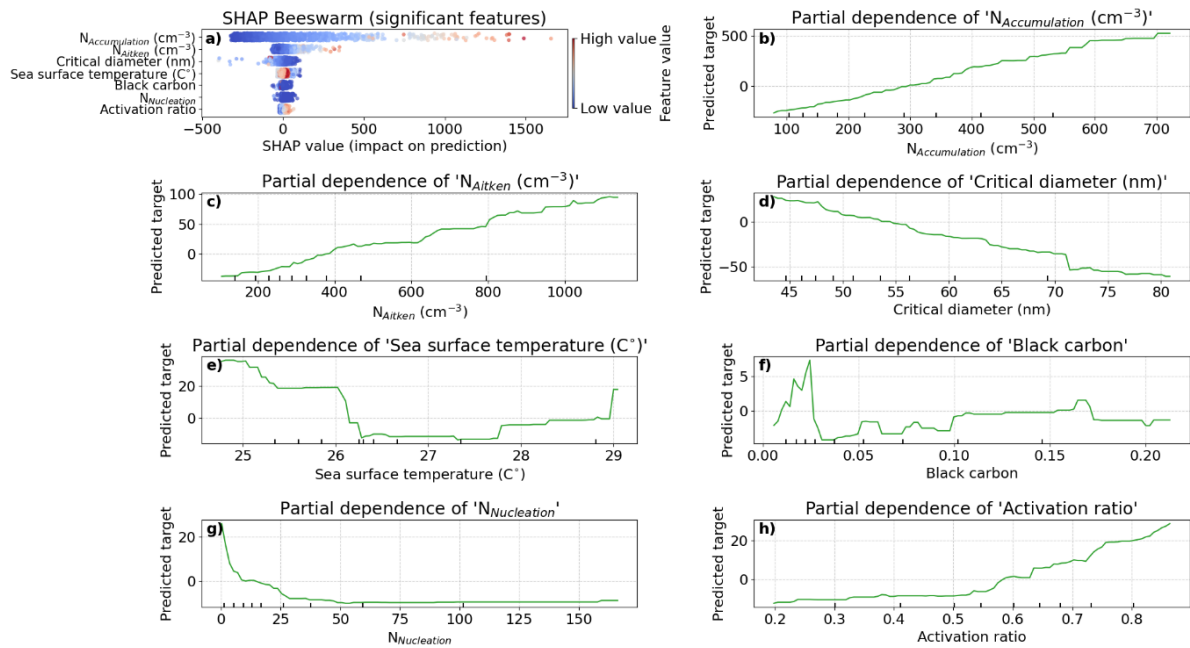 SHAP Beeswarm (significant features)
a)
N_Accumulation (cm⁻³)
N_Aitken (cm⁻³)
Critical diameter (nm)
Sea surface temperature (C°)
Black carbon
N_Nucleation
Activation ratio
−500 0 500 1000 1500
SHAP value (impact on prediction)
High value
Low value
Feature value
Partial dependence of 'N_Accumulation (cm⁻³)'
b)
Predicted target
500
0
100 200 300 400 500 600 700
N_Accumulation (cm⁻³)
Partial dependence of 'N_Aitken (cm⁻³)'
c)
Predicted target
100
50
0
200 400 600 800 1000
N_Aitken (cm⁻³)
Partial dependence of 'Critical diameter (nm)'
d)
Predicted target
0
−50
45 50 55 60 65 70 75 80
Critical diameter (nm)
Partial dependence of 'Sea surface temperature (C°)'
e)
Predicted target
20
0
25 26 27 28 29
Sea surface temperature (C°)
Partial dependence of 'Black carbon'
f)
Predicted target
5
0
0.00 0.05 0.10 0.15 0.20
Black carbon
Partial dependence of 'N_Nucleation'
g)
Predicted target
20
0
0 25 50 75 100 125 150
N_Nucleation
Partial dependence of 'Activation ratio'
h)
Predicted target
20
0
0.2 0.3 0.4 0.5 0.6 0.7 0.8
Activation ratio